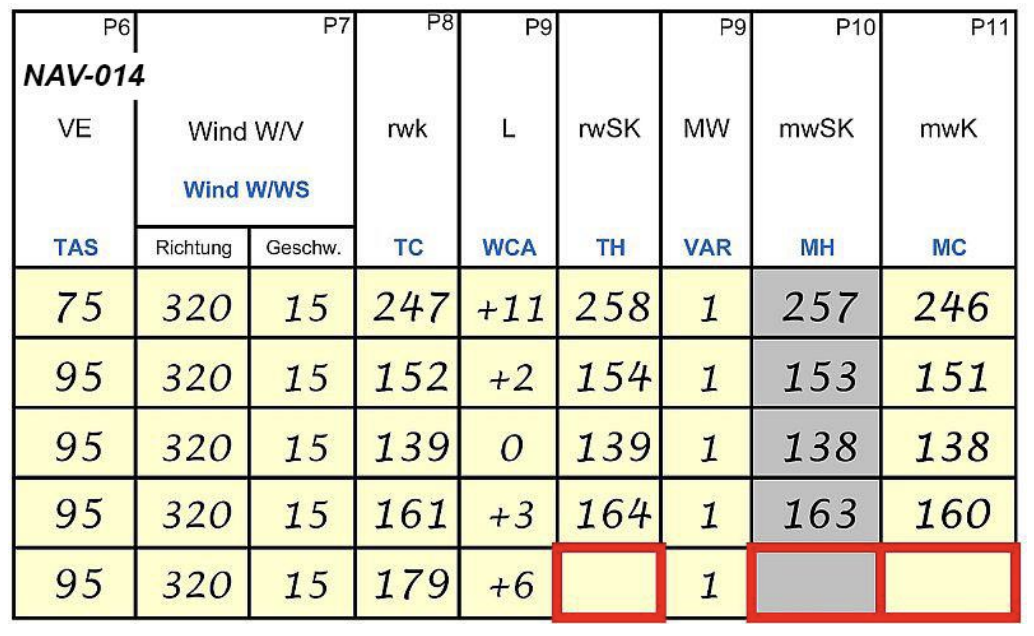 P6 P7 P8 P9 P9 P10 P11
NAV-014
VE Wind W/V rwk L rwSK MW mwSK mwK
Wind W/WS
TAS Richtung Geschw. TC WCA TH VAR MH MC
75 320 15 247 +11 258 1 257 246
95 320 15 152 +2 154 1 153 151
95 320 15 139 0 139 1 138 138
95 320 15 161 +3 164 1 163 160
95 320 15 179 +6 1